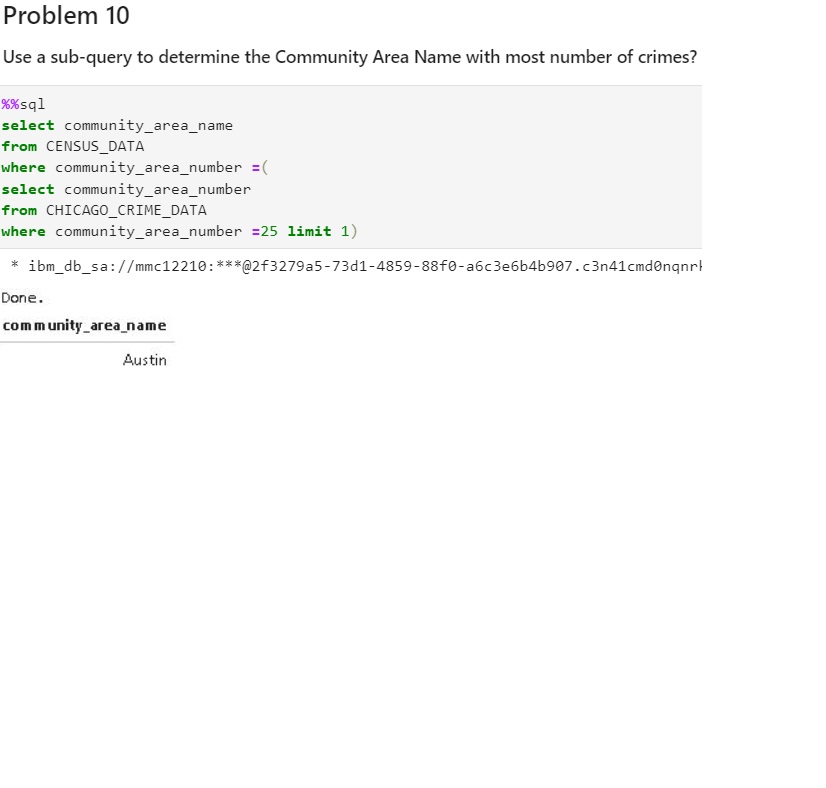 Problem 10
Use a sub-query to determine the Community Area Name with most number of crimes?
%%sql
select community_area_name
from CENSUS_DATA
where community_area_number =(
select community_area_number
from CHICAGO_CRIME_DATA
where community_area_number =25 limit 1)
* ibm_db_sa://mmc12210:***@2f3279a5-73d1-4859-88f0-a6c3e6b4b907.c3n41cmd0nqnrk
Done.
community_area_name
Austin